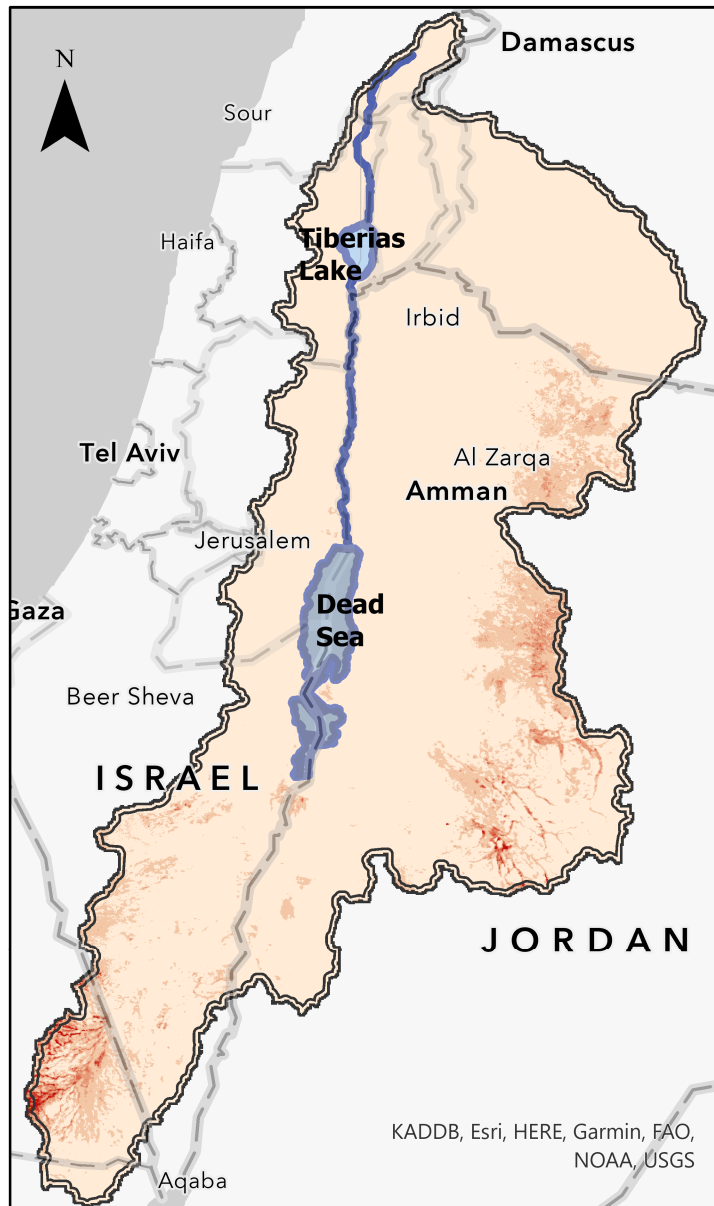 Damascus
N
Sour
Haifa
Tiberias
Lake
Irbid
Tel Aviv
Al Zarqa
Amman
Jerusalem
Dead
Sea
Gaza
Beer Sheva
ISRAEL
JORDAN
KADDB, Esri, HERE, Garmin, FAO,
NOAA, USGS
Aqaba